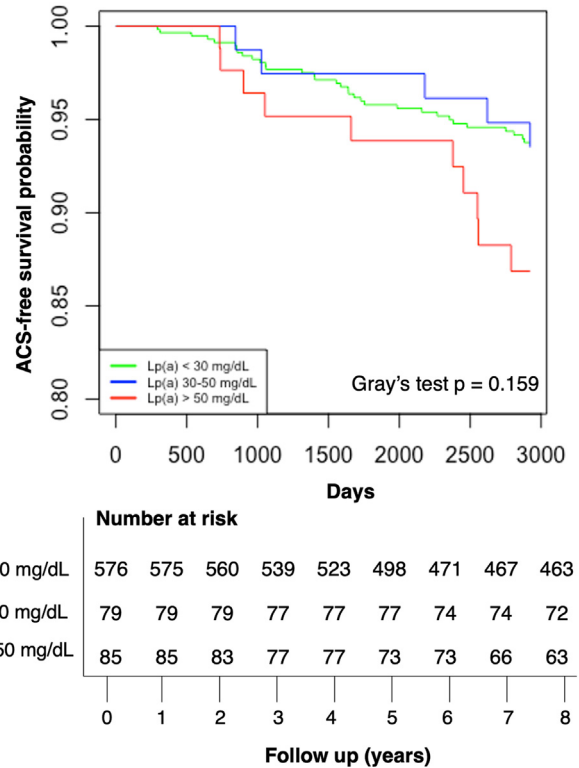 ACS-free survival probability
1.00
0.95
0.90
0.85
0.80
Lp(a) < 30 mg/dL
Lp(a) 30-50 mg/dL
Lp(a) > 50 mg/dL
Gray's test p = 0.159
0 500 1000 1500 2000 2500 3000
Days
Number at risk
0 mg/dL 576 575 560 539 523 498 471 467 463
0 mg/dL 79 79 79 77 77 77 74 74 72
50 mg/dL 85 85 83 77 77 73 73 66 63
0 1 2 3 4 5 6 7 8
Follow up (years)